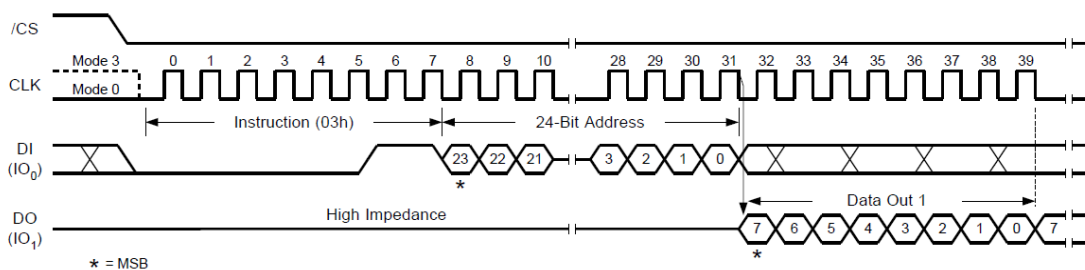 /CS
Mode 3
0 1 2 3 4 5 6 7 8 9 10 28 29 30 31 32 33 34 35 36 37 38 39
CLK
Mode 0
Instruction (03h)
24-Bit Address
DI
(IO0)
23 22 21 3 2 1 0
*
Data Out 1
High Impedance
DO
(IO1)
7 6 5 4 3 2 1 0 7
*
* = MSB